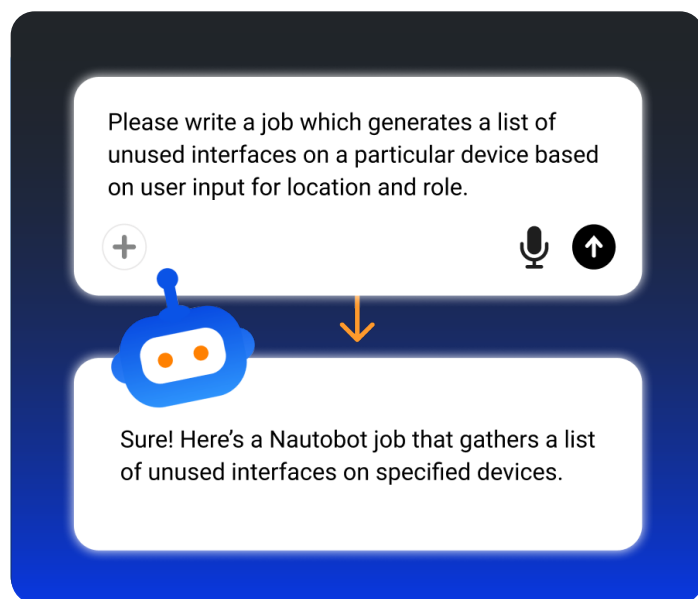 Please write a job which generates a list of
unused interfaces on a particular device based
on user input for location and role.
Sure! Here’s a Nautobot job that gathers a list
of unused interfaces on specified devices.